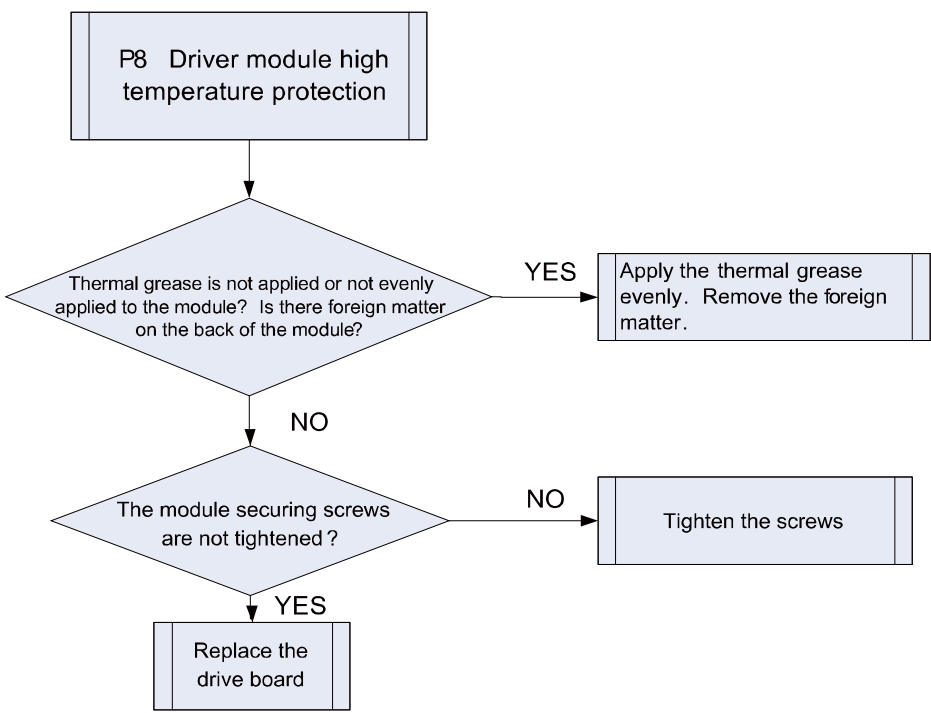 P8 Driver module high
temperature protection
Thermal grease is not applied or not evenly
applied to the module? Is there foreign matter
on the back of the module?
YES
Apply the thermal grease
evenly. Remove the foreign
matter.
NO
The module securing screws
are not tightened?
NO
Tighten the screws
YES
Replace the
drive board